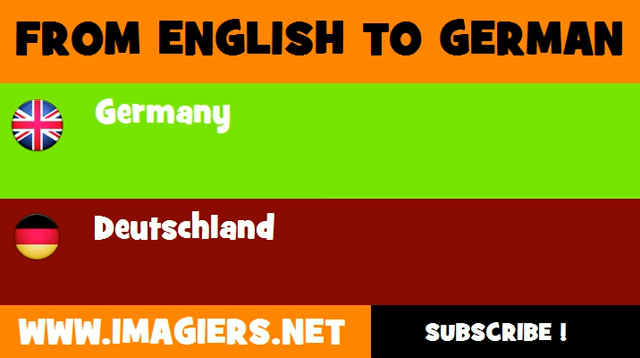 FROM ENGLISH TO GERMAN
Germany
Deutschland
WWW.IMAGIERS.NET
SUBSCRIBE !